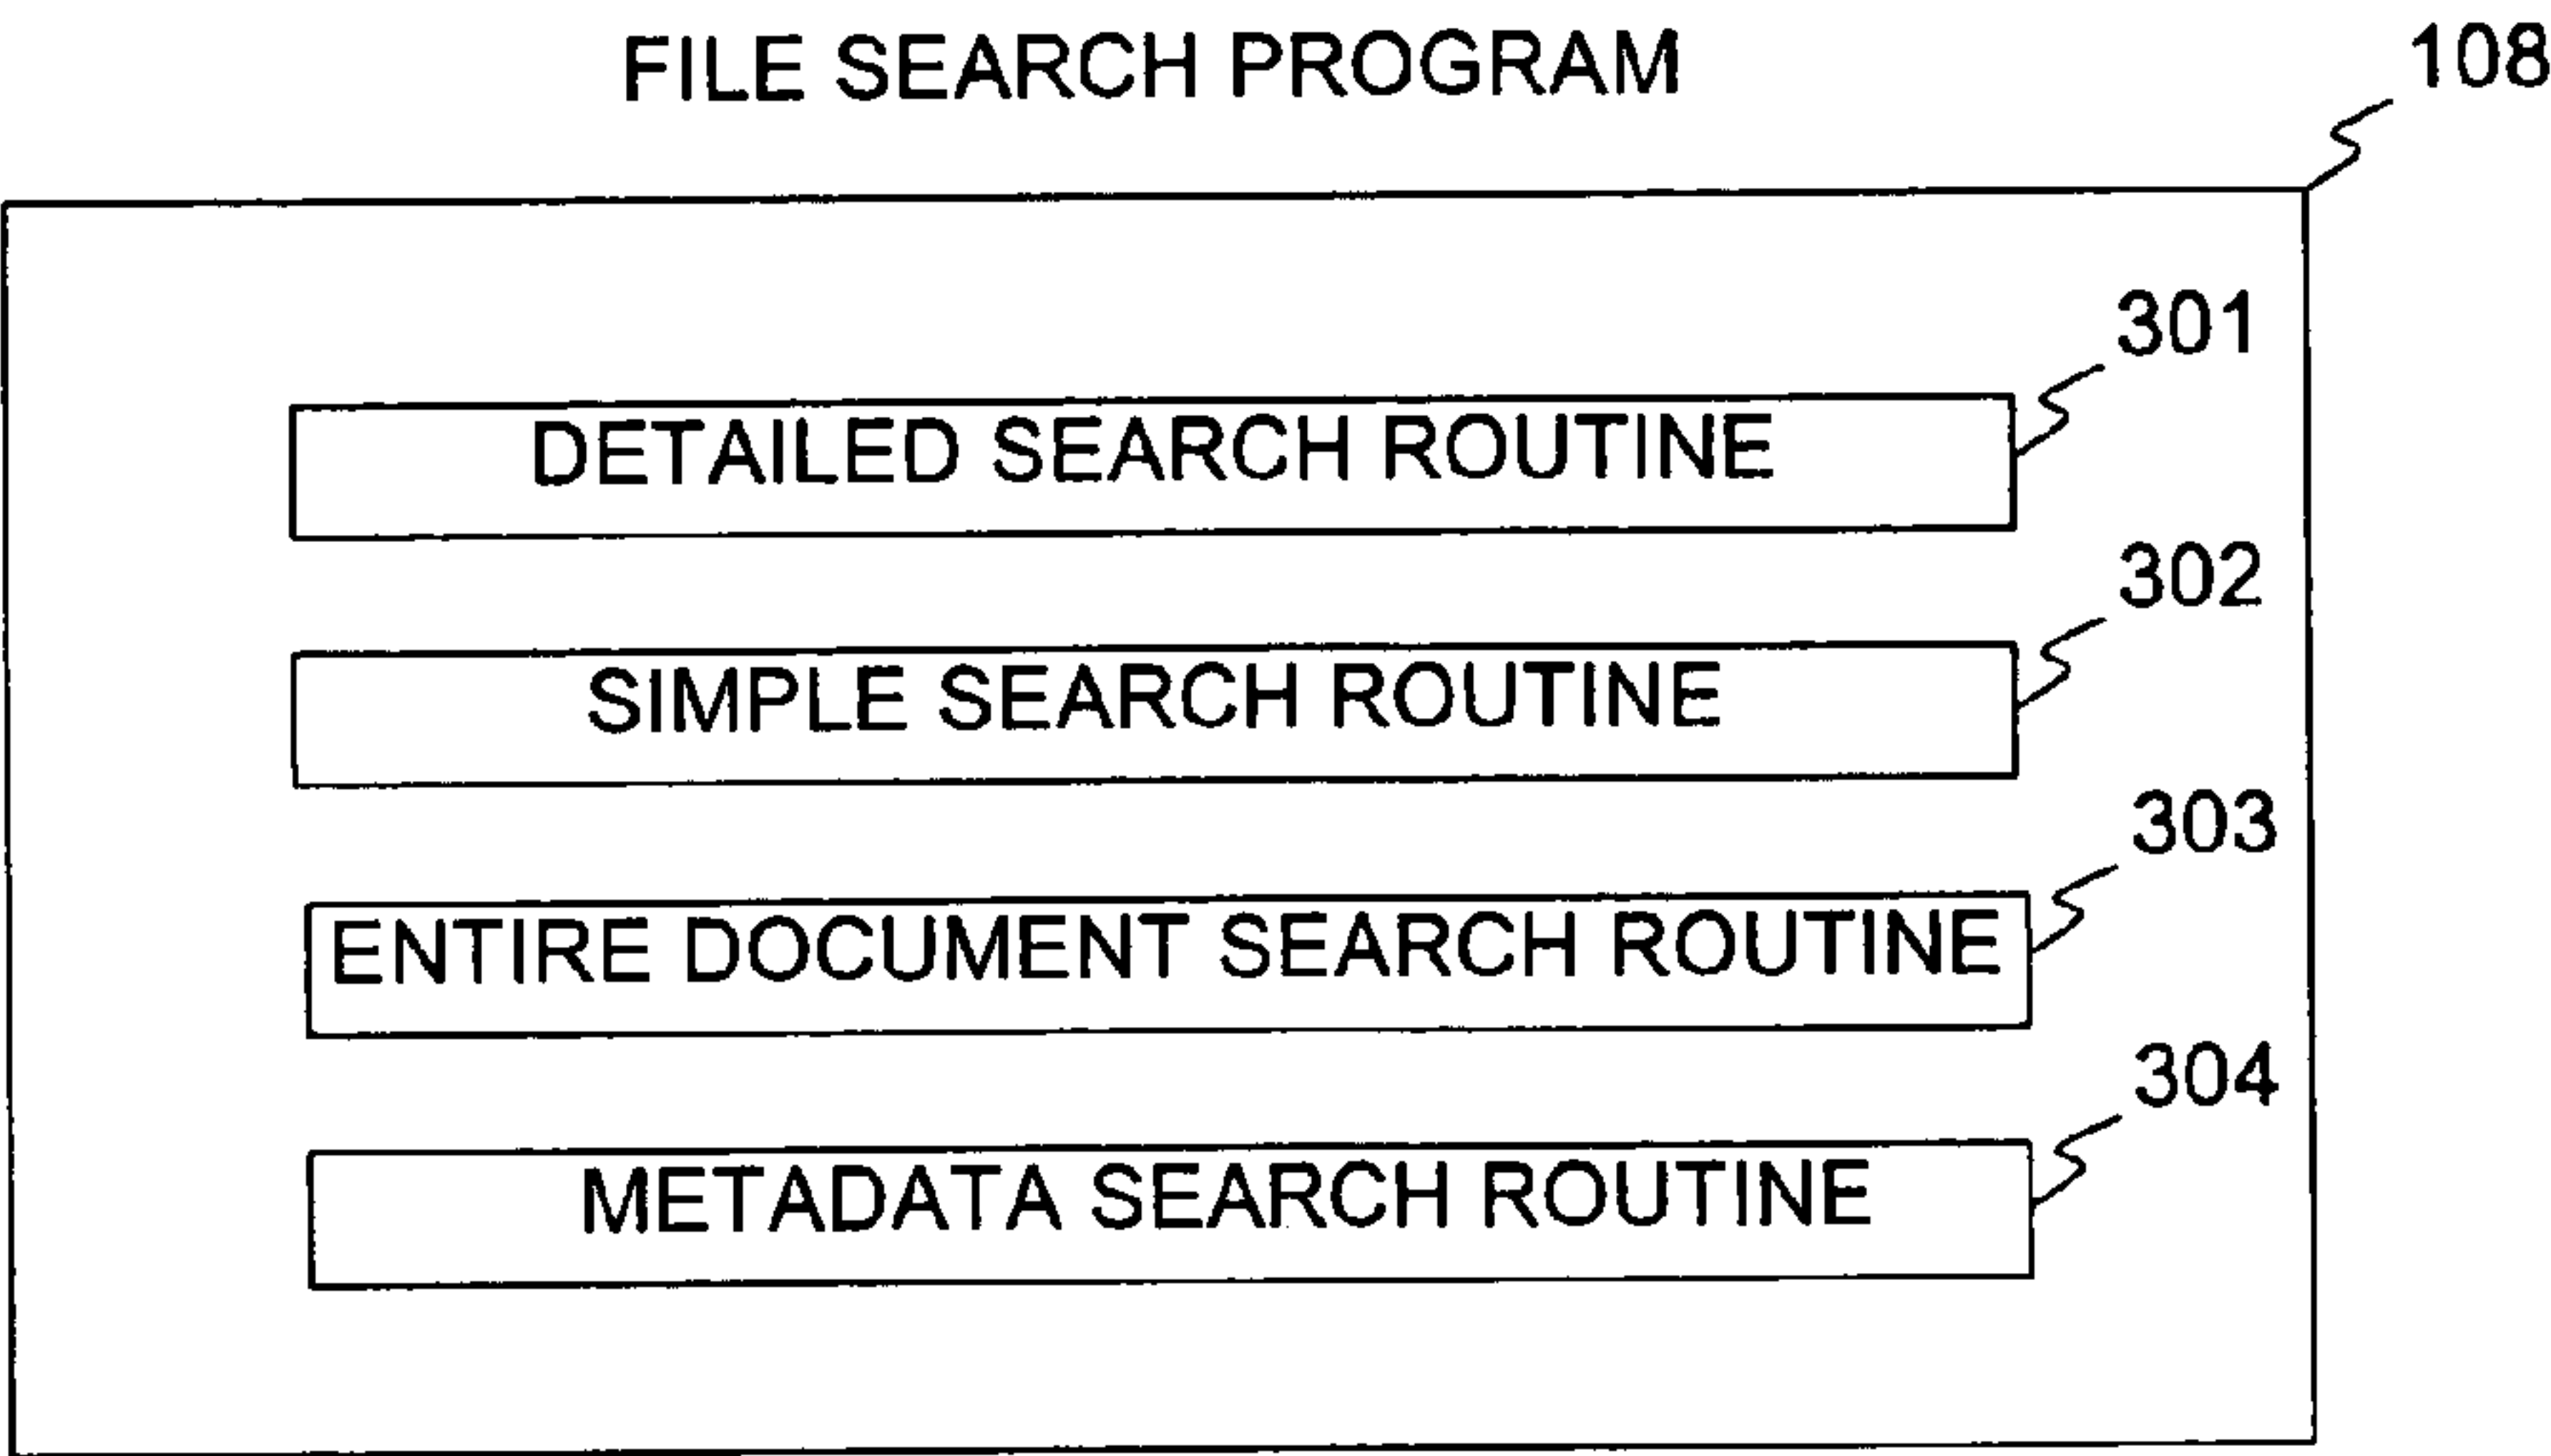 FILE SEARCH PROGRAM
108
301
DETAILED SEARCH ROUTINE
302
SIMPLE SEARCH ROUTINE
303
ENTIRE DOCUMENT SEARCH ROUTINE
304
METADATA SEARCH ROUTINE